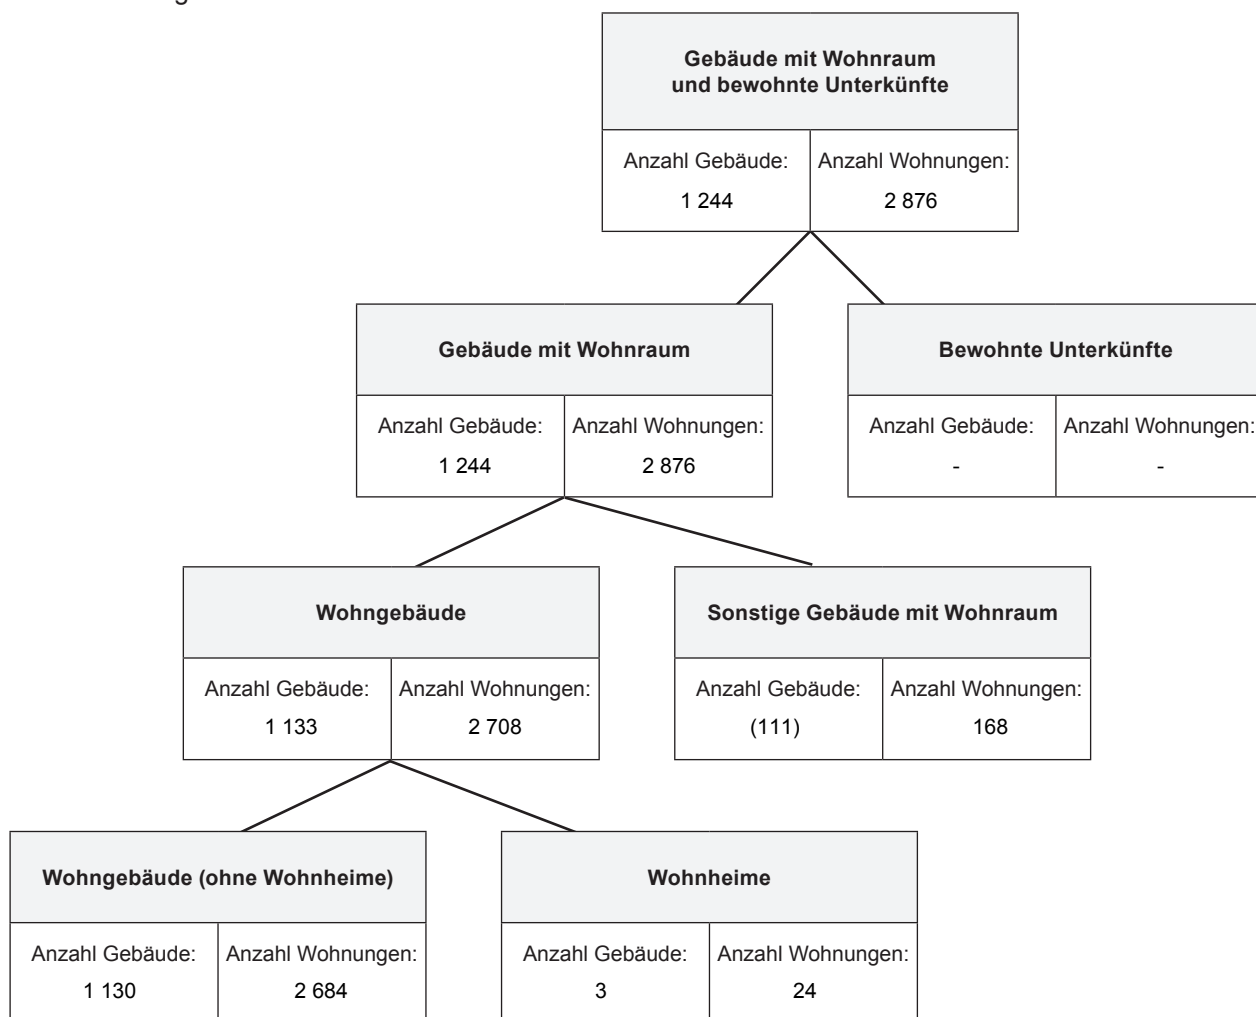 Gebäude mit Wohnraum
und bewohnte Unterkünfte
Anzahl Gebäude: Anzahl Wohnungen:
1 244 2 876
Gebäude mit Wohnraum Bewohnte Unterkünfte
Anzahl Gebäude: Anzahl Wohnungen: Anzahl Gebäude: Anzahl Wohnungen:
1 244 2 876 - -
Wohngebäude Sonstige Gebäude mit Wohnraum
Anzahl Gebäude: Anzahl Wohnungen: Anzahl Gebäude: Anzahl Wohnungen:
1 133 2 708 (111) 168
Wohngebäude (ohne Wohnheime) Wohnheime
Anzahl Gebäude: Anzahl Wohnungen: Anzahl Gebäude: Anzahl Wohnungen:
1 130 2 684 3 24